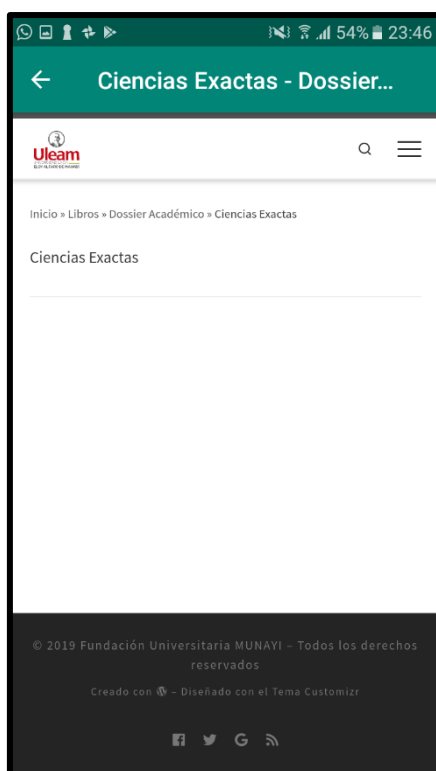 54% 23:46
Ciencias Exactas - Dossier...
Uleam
Inicio » Libros » Dossier Académico » Ciencias Exactas
Ciencias Exactas
© 2019 Fundación Universitaria MUNAYI – Todos los derechos
reservados
Creado con – Diseñado con el Tema Customizr